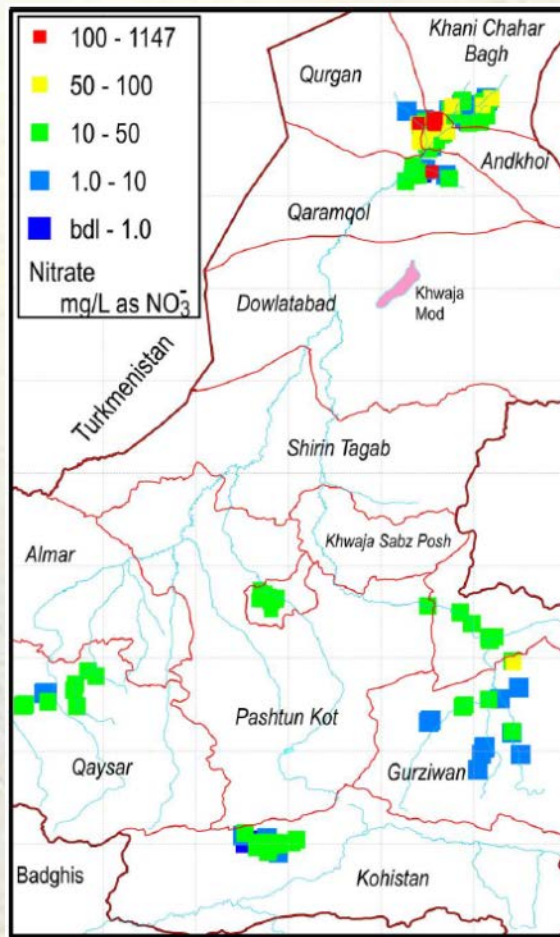 100 - 1147
50 - 100
10 - 50
1.0 - 10
bdl - 1.0
Nitrate
mg/L as NO₃⁻
Khani Chahar
Bagh
Qurgan
Andkhoi
Qaramqol
Dowlatabad
Khwaja
Mod
Turkmenistan
Shirin Tagab
Khwaja Sabz Posh
Almar
Pashtun Kot
Qaysar
Gurziwan
Badghis
Kohistan